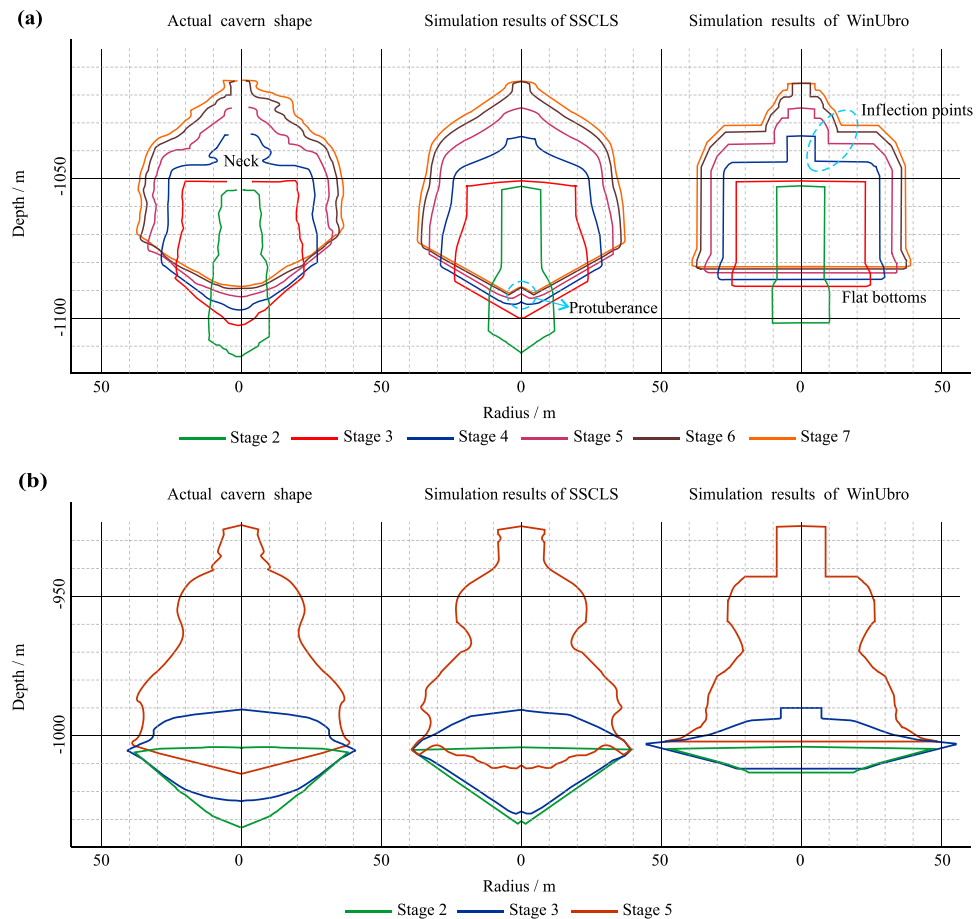 (a)
Actual cavern shape
Simulation results of SSCLS
Simulation results of WinUbro
Inflection points
Neck
-1050
Depth / m
Flat bottoms
Protuberance
-1100
50 0 50 0 50 0 50
Radius / m
Stage 2 Stage 3 Stage 4 Stage 5 Stage 6 Stage 7
(b)
Actual cavern shape
Simulation results of SSCLS
Simulation results of WinUbro
-950
Depth / m
-1000
50 0 50 0 50 0 50
Radius / m
Stage 2 Stage 3 Stage 5